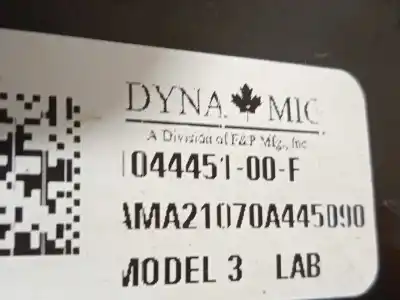 DYNA MIC
A Division of F&P Mfg., Inc
1044451-00-F
AMA21070A445090
MODEL 3 LAB